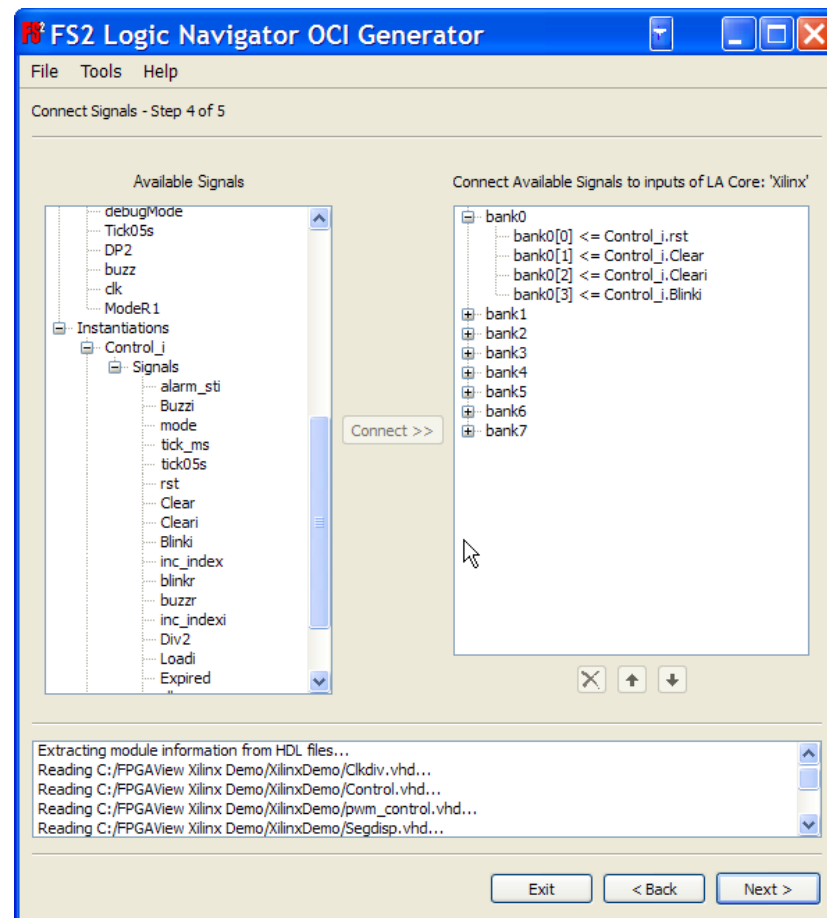 FS2 FS2 Logic Navigator OCI Generator
File Tools Help
Connect Signals - Step 4 of 5
Available Signals
debugMode
Tick05s
DP2
buzz
clk
ModeR1
Instantiations
Control_i
Signals
alarm_sti
Buzzi
mode
tick_ms
tick05s
rst
Clear
Cleari
Blinki
inc_index
blinkr
buzzr
inc_indexi
Div2
Loadi
Expired
Connect >>
Connect Available Signals to inputs of LA Core: 'Xilinx'
bank0
bank0[0] <= Control_i.rst
bank0[1] <= Control_i.Clear
bank0[2] <= Control_i.Cleari
bank0[3] <= Control_i.Blinki
bank1
bank2
bank3
bank4
bank5
bank6
bank7
Extracting module information from HDL files...
Reading C:/FPGAView Xilinx Demo/XilinxDemo/Clkdiv.vhd...
Reading C:/FPGAView Xilinx Demo/XilinxDemo/Control.vhd...
Reading C:/FPGAView Xilinx Demo/XilinxDemo/pwm_control.vhd...
Reading C:/FPGAView Xilinx Demo/XilinxDemo/Segdisp.vhd...
Exit < Back Next >